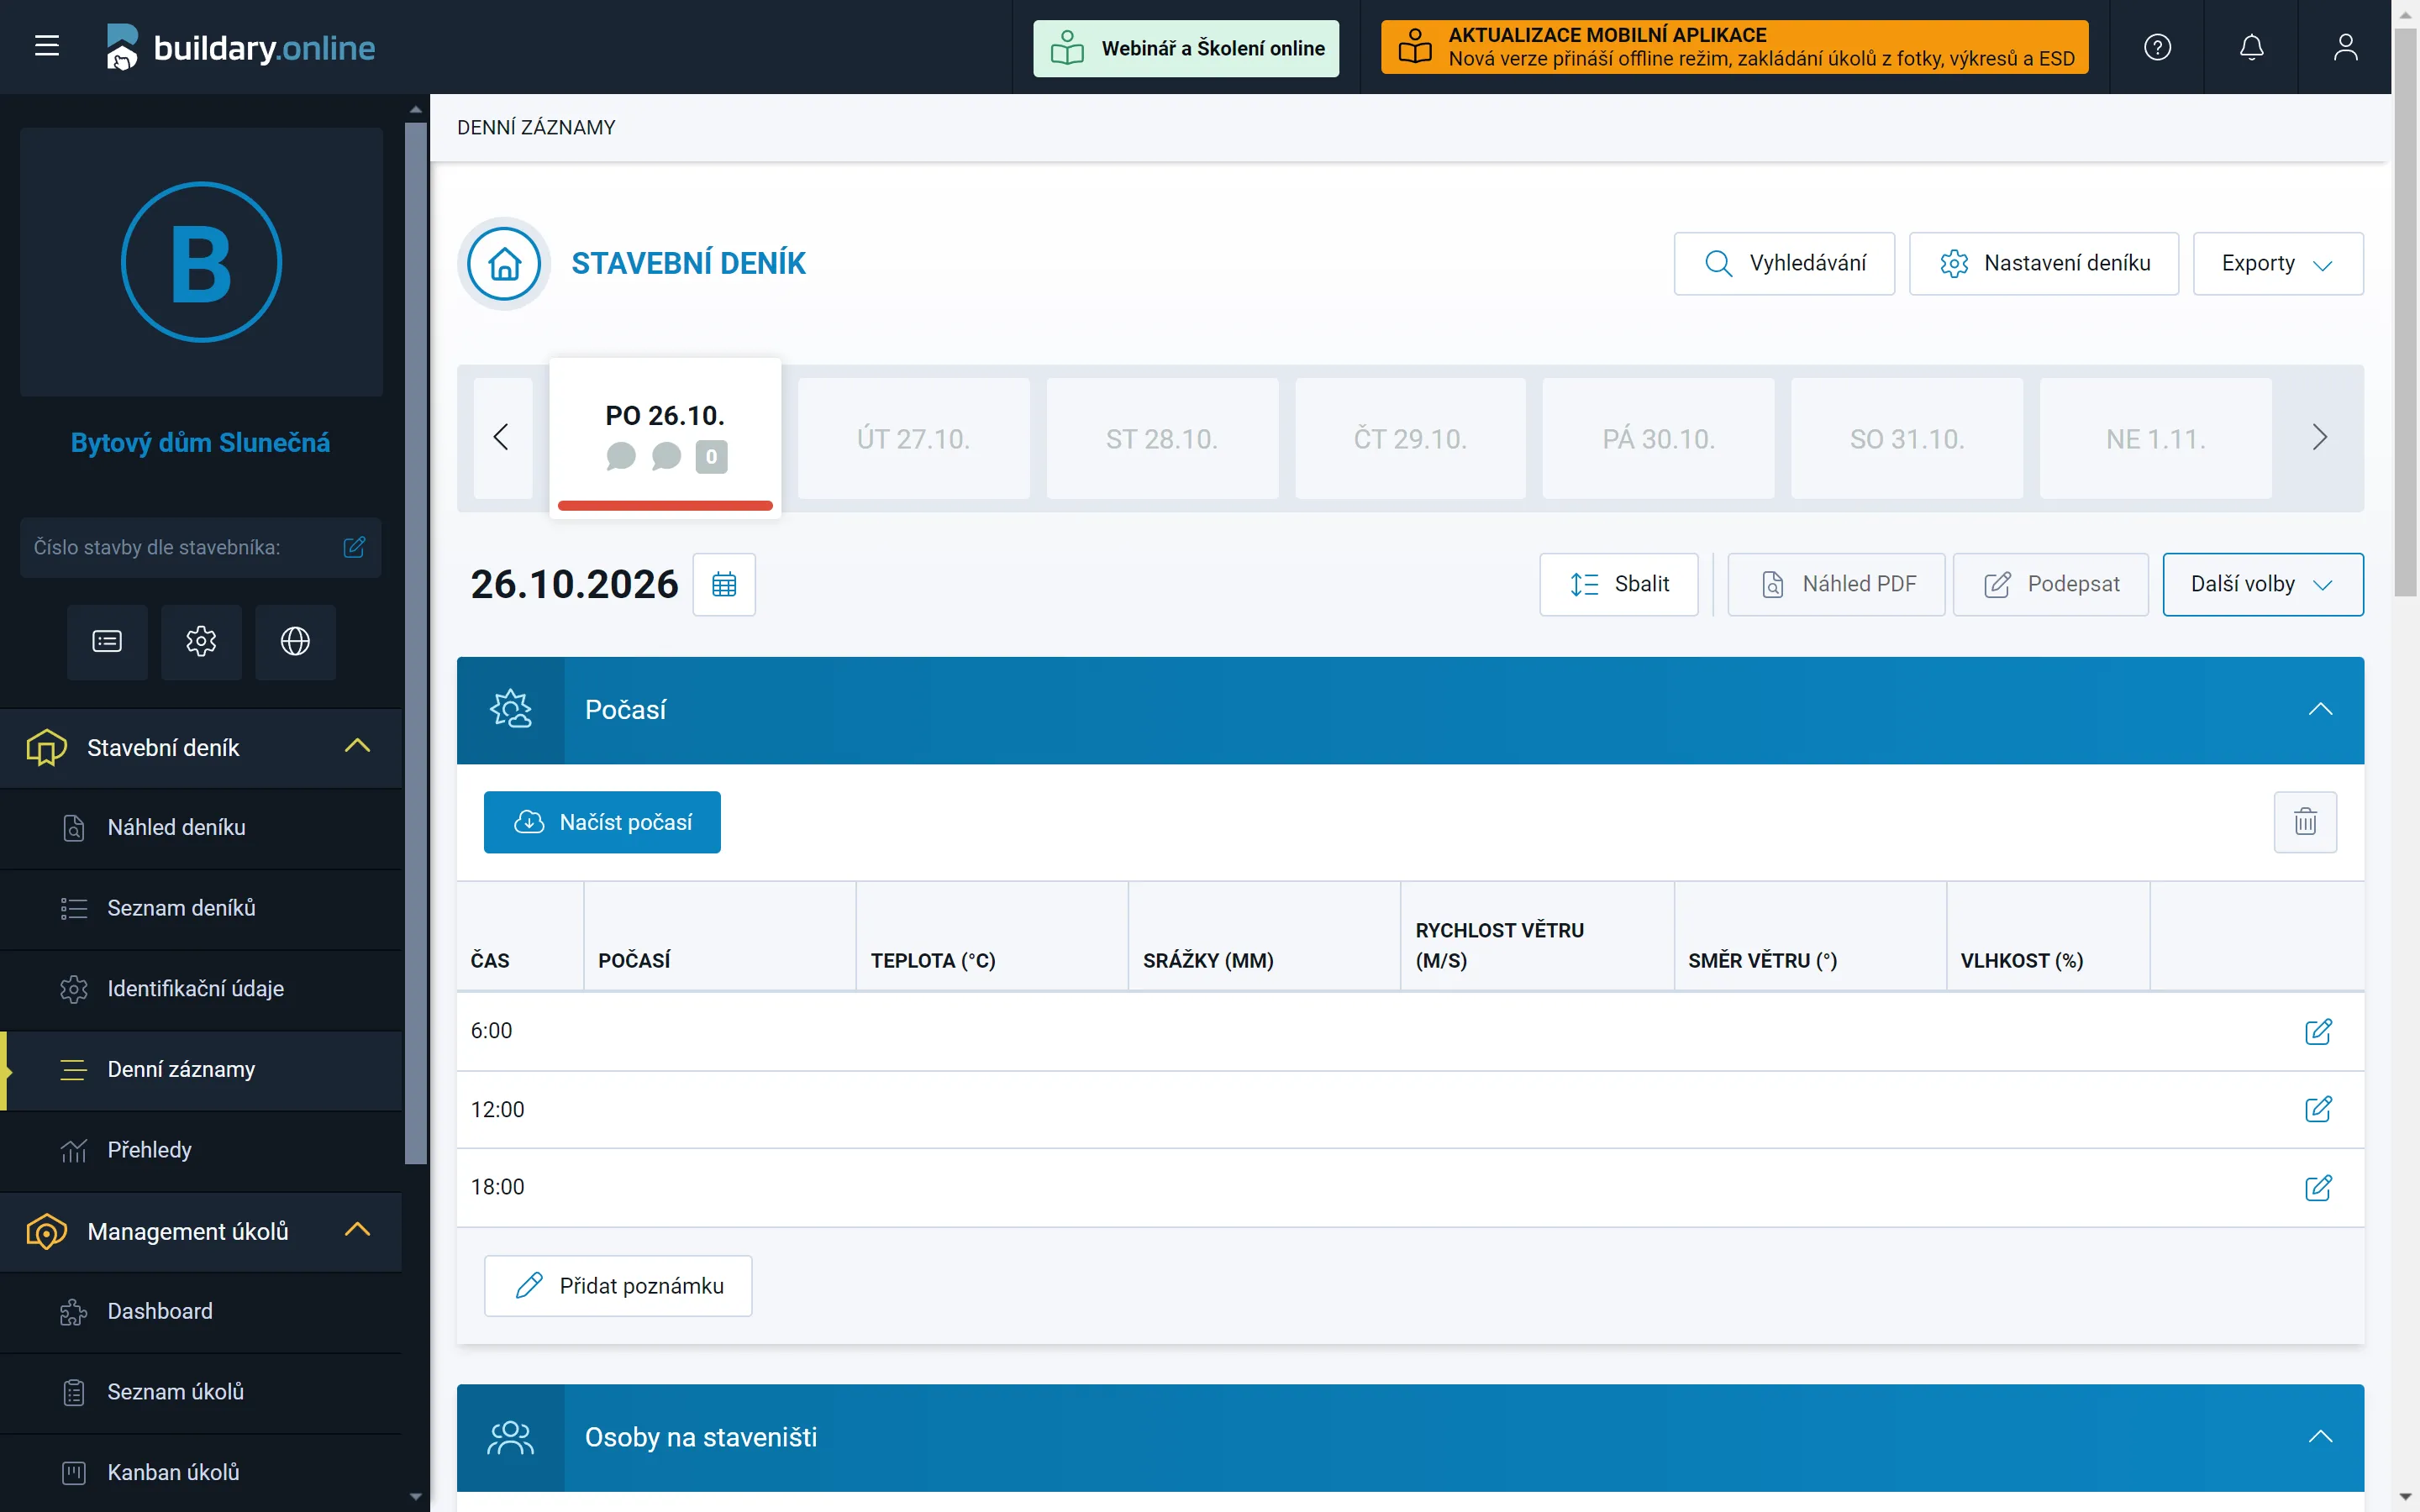 buildary.online
Webinář a Školení online
AKTUALIZACE MOBILNÍ APLIKACE
Nová verze přináší offline režim, zakládání úkolů z fotky, výkresů a ESD
B
Bytový dům Slunečná
Číslo stavby dle stavebníka:
Stavební deník
Náhled deníku
Seznam deníků
Identifikační údaje
Denní záznamy
Přehledy
Management úkolů
Dashboard
Seznam úkolů
Kanban úkolů
DENNÍ ZÁZNAMY
STAVEBNÍ DENÍK
Vyhledávání
Nastavení deníku
Exporty
PO 26.10.
0
ÚT 27.10.
ST 28.10.
ČT 29.10.
PÁ 30.10.
SO 31.10.
NE 1.11.
26.10.2026
Sbalit
Náhled PDF
Podepsat
Další volby
Počasí
Načíst počasí
ČAS
POČASÍ
TEPLOTA (°C)
SRÁŽKY (MM)
RYCHLOST VĚTRU
(M/S)
SMĚR VĚTRU (°)
VLHKOST (%)
6:00
12:00
18:00
Přidat poznámku
Osoby na staveništi